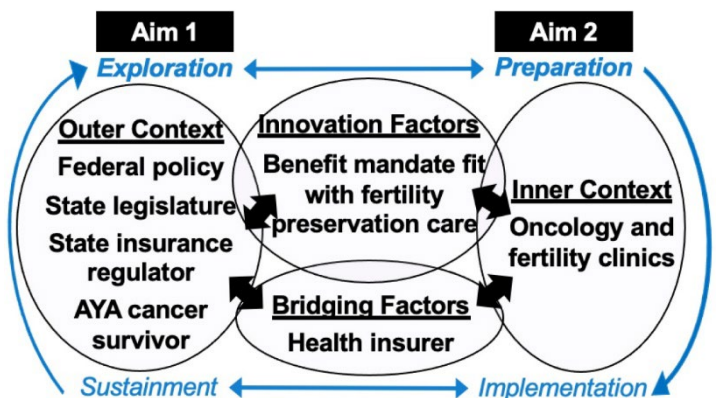 Aim 1
Aim 2
Exploration
Preparation
Outer Context
Federal policy
State legislature
State insurance
regulator
AYA cancer
survivor
Innovation Factors
Benefit mandate fit
with fertility
preservation care
Bridging Factors
Health insurer
Inner Context
Oncology and
fertility clinics
Sustainment
Implementation